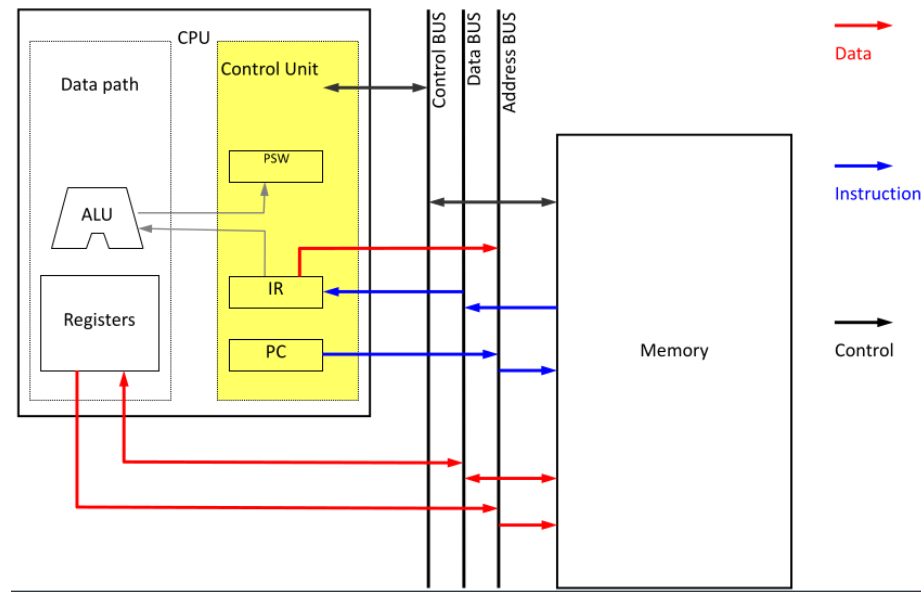 CPU
Data path
Control Unit
PSW
ALU
IR
Registers
PC
Control BUS
Data BUS
Address BUS
Memory
Data
Instruction
Control